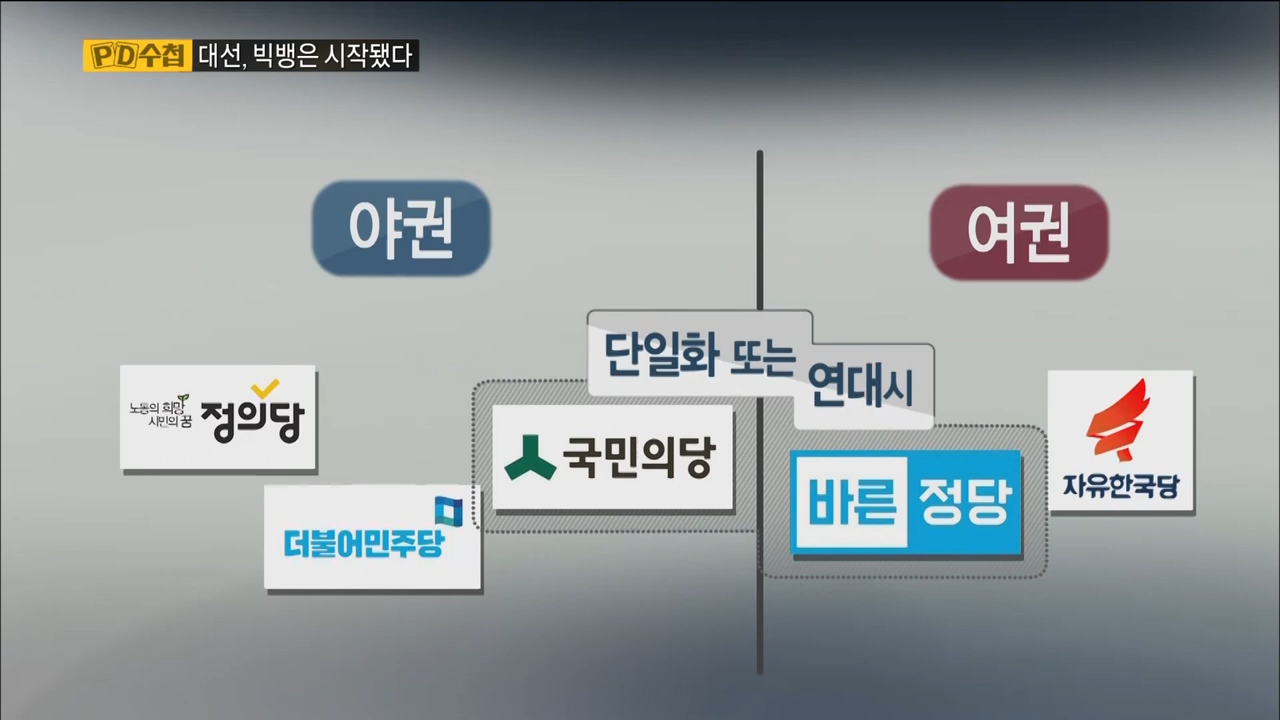 PD수첩 대선, 빅뱅은 시작됐다
야권
여권
단일화 또는
연대시
노동의 희망
시민의 꿈
정의당
더불어민주당
국민의당
바른정당
자유한국당